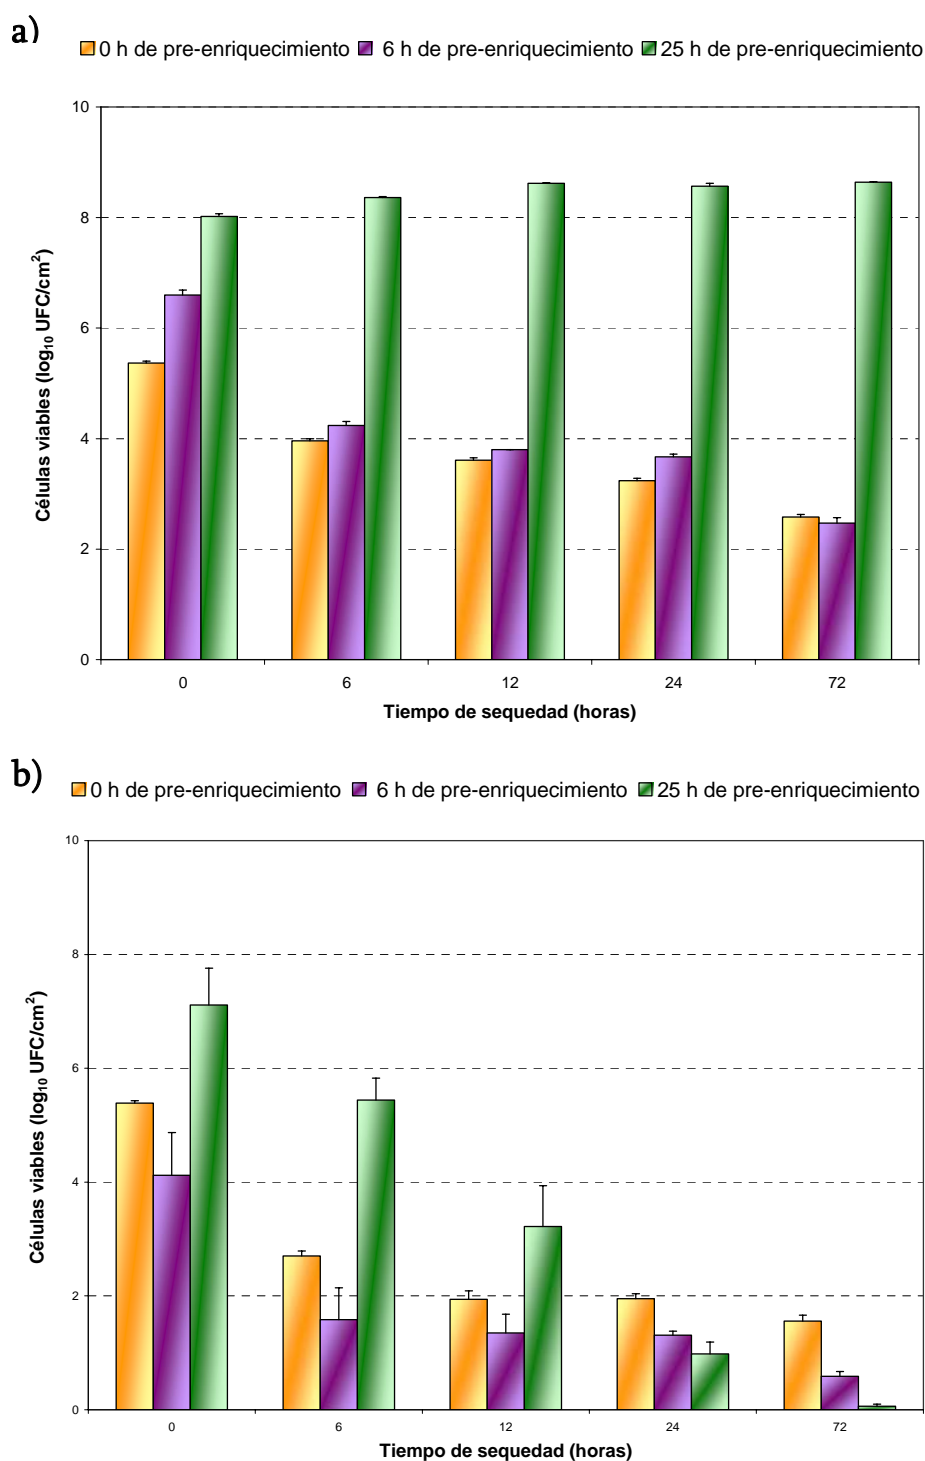 a)
0 h de pre-enriquecimiento 6 h de pre-enriquecimiento 25 h de pre-enriquecimiento
10
8
6
4
2
0
Células viables (log10 UFC/cm2)
0 6 12 24 72
Tiempo de sequedad (horas)
b)
0 h de pre-enriquecimiento 6 h de pre-enriquecimiento 25 h de pre-enriquecimiento
10
8
6
4
2
0
Células viables (log10 UFC/cm2)
0 6 12 24 72
Tiempo de sequedad (horas)